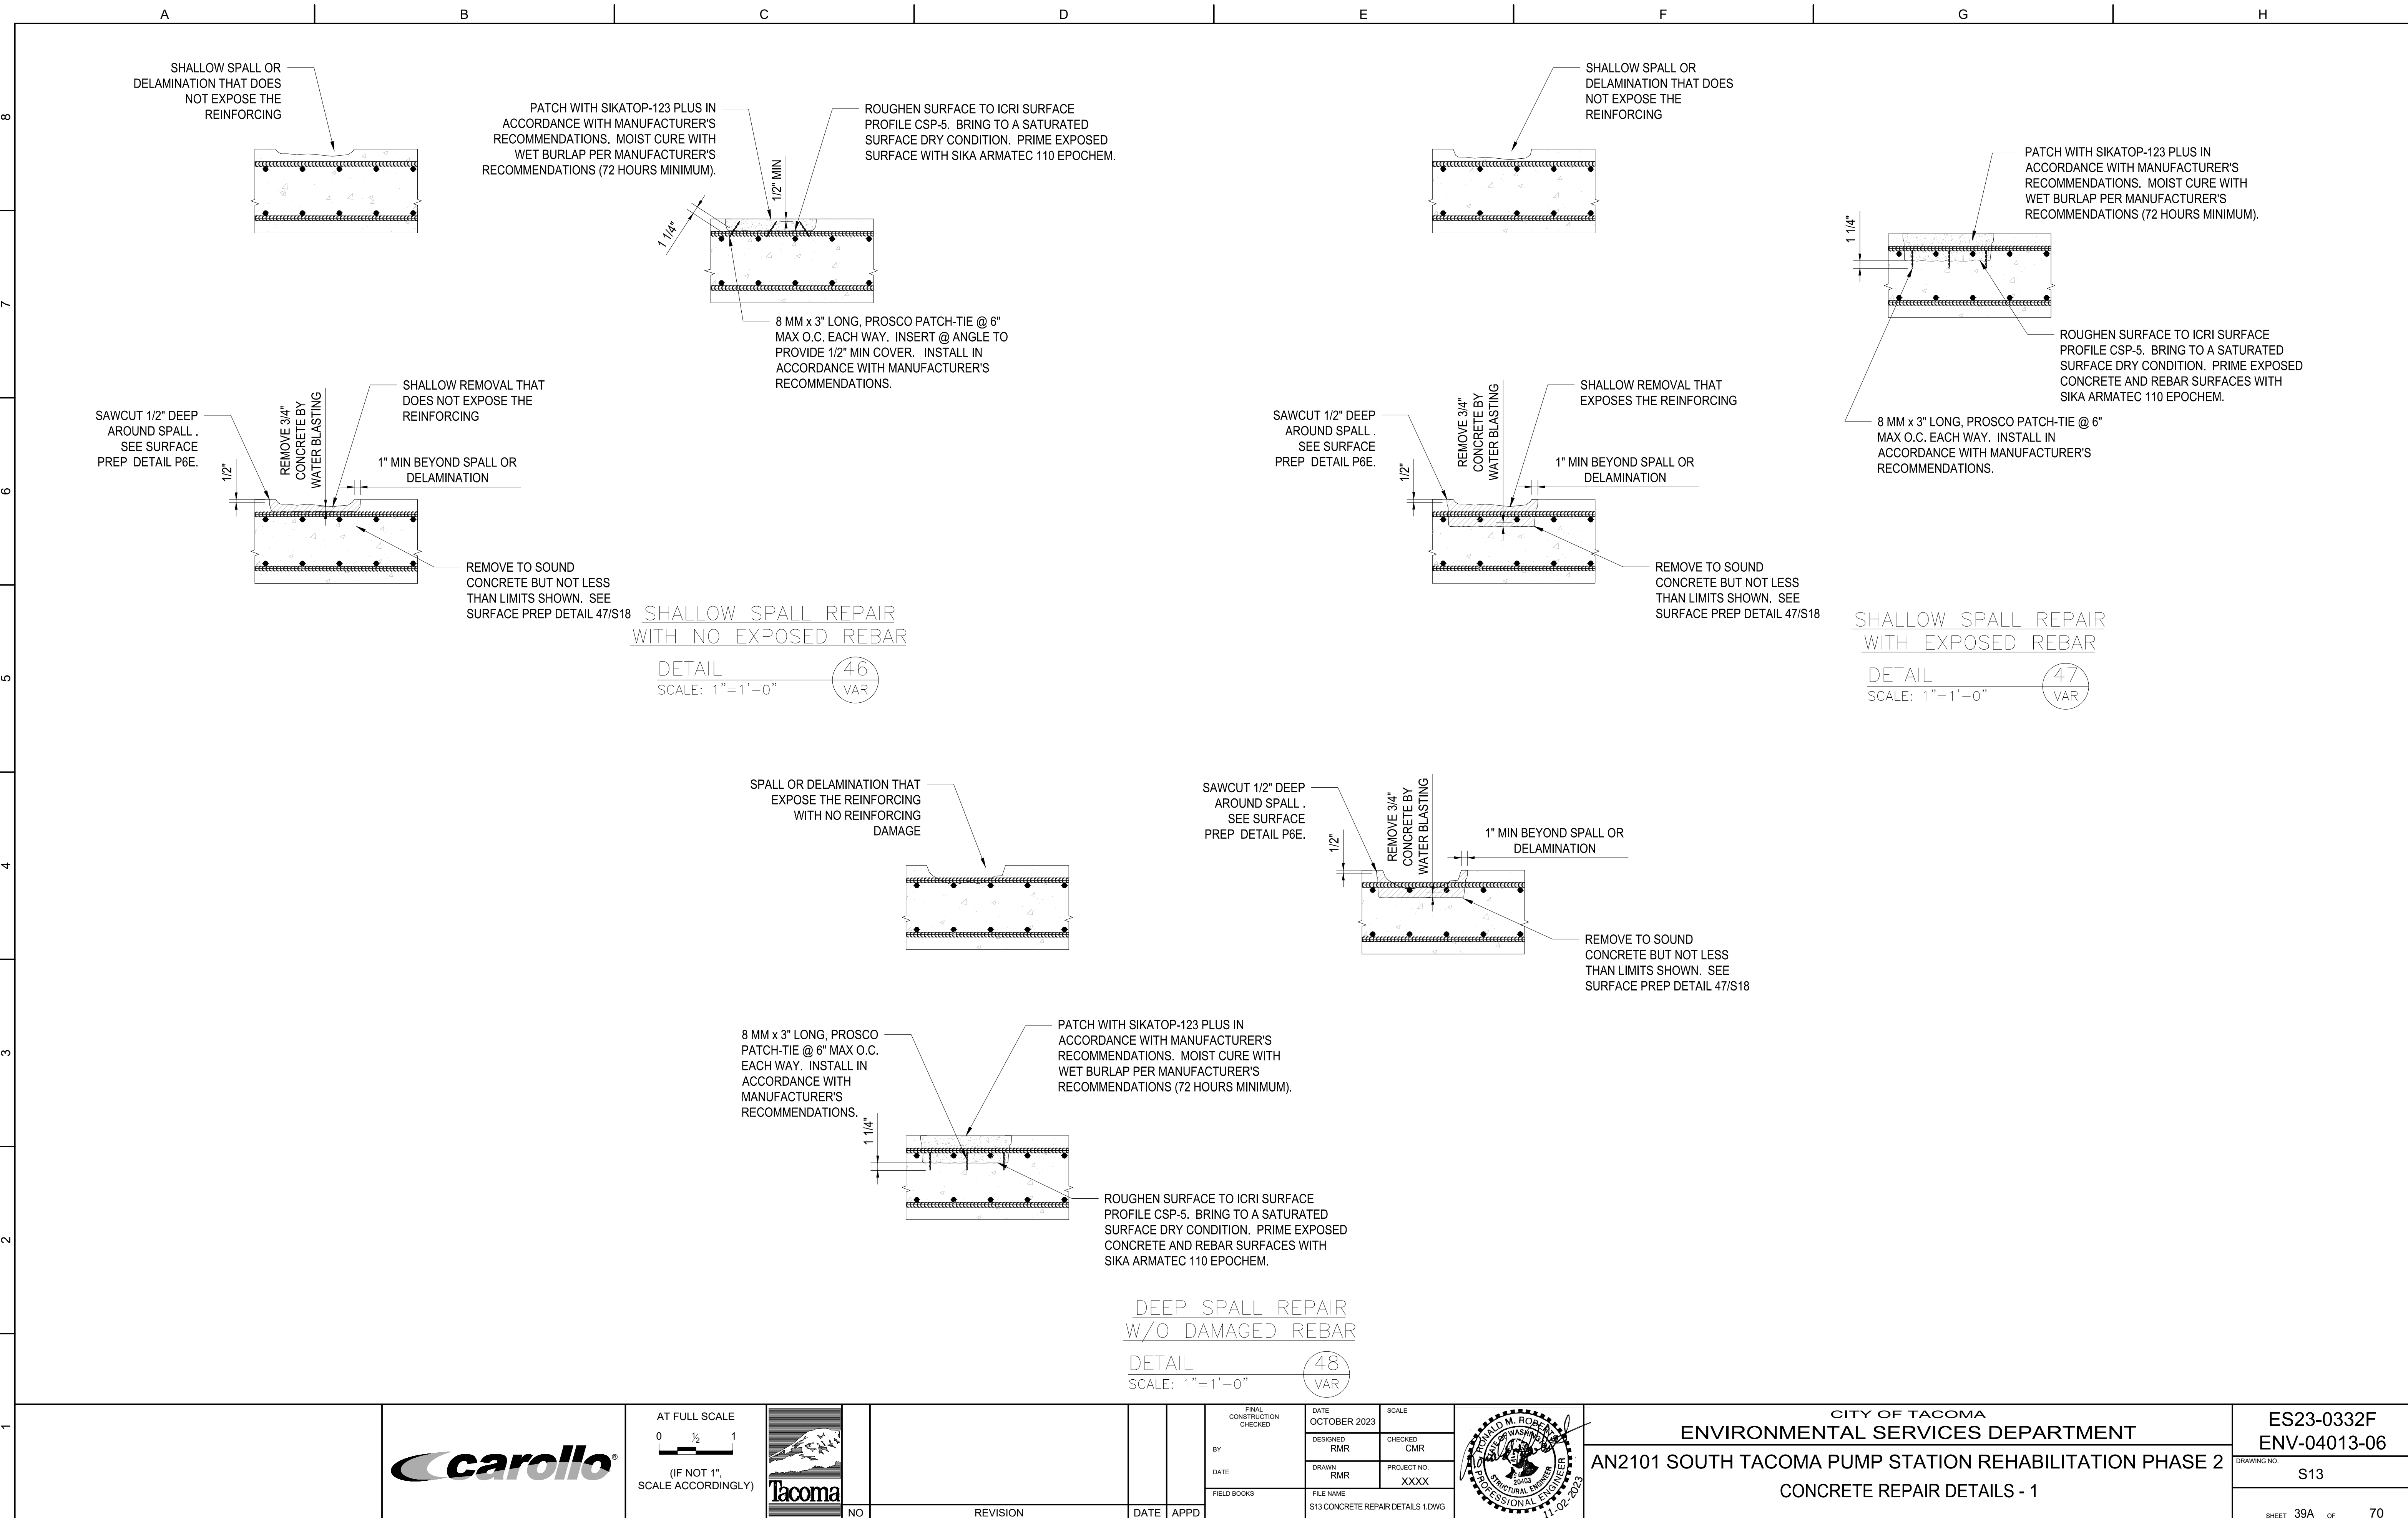 A B C D E F G H
8
7
6
5
4
3
2
1
SHALLOW SPALL OR
DELAMINATION THAT DOES
NOT EXPOSE THE
REINFORCING
PATCH WITH SIKATOP-123 PLUS IN
ACCORDANCE WITH MANUFACTURER'S
RECOMMENDATIONS. MOIST CURE WITH
WET BURLAP PER MANUFACTURER'S
RECOMMENDATIONS (72 HOURS MINIMUM).
ROUGHEN SURFACE TO ICRI SURFACE
PROFILE CSP-5. BRING TO A SATURATED
SURFACE DRY CONDITION. PRIME EXPOSED
SURFACE WITH SIKA ARMATEC 110 EPOCHEM.
1/2" MIN
1 1/4"
8 MM x 3" LONG, PROSCO PATCH-TIE @ 6"
MAX O.C. EACH WAY. INSERT @ ANGLE TO
PROVIDE 1/2" MIN COVER. INSTALL IN
ACCORDANCE WITH MANUFACTURER'S
RECOMMENDATIONS.
SAWCUT 1/2" DEEP
AROUND SPALL .
SEE SURFACE
PREP DETAIL P6E.
1/2"
REMOVE 3/4"
CONCRETE BY
WATER BLASTING
SHALLOW REMOVAL THAT
DOES NOT EXPOSE THE
REINFORCING
1" MIN BEYOND SPALL OR
DELAMINATION
REMOVE TO SOUND
CONCRETE BUT NOT LESS
THAN LIMITS SHOWN. SEE
SURFACE PREP DETAIL 47/S18
SHALLOW SPALL REPAIR
WITH NO EXPOSED REBAR
DETAIL 46
SCALE: 1"=1'-0" VAR
SHALLOW SPALL OR
DELAMINATION THAT DOES
NOT EXPOSE THE
REINFORCING
PATCH WITH SIKATOP-123 PLUS IN
ACCORDANCE WITH MANUFACTURER'S
RECOMMENDATIONS. MOIST CURE WITH
WET BURLAP PER MANUFACTURER'S
RECOMMENDATIONS (72 HOURS MINIMUM).
1 1/4"
ROUGHEN SURFACE TO ICRI SURFACE
PROFILE CSP-5. BRING TO A SATURATED
SURFACE DRY CONDITION. PRIME EXPOSED
CONCRETE AND REBAR SURFACES WITH
SIKA ARMATEC 110 EPOCHEM.
8 MM x 3" LONG, PROSCO PATCH-TIE @ 6"
MAX O.C. EACH WAY. INSTALL IN
ACCORDANCE WITH MANUFACTURER'S
RECOMMENDATIONS.
SAWCUT 1/2" DEEP
AROUND SPALL .
SEE SURFACE
PREP DETAIL P6E.
1/2"
REMOVE 3/4"
CONCRETE BY
WATER BLASTING
SHALLOW REMOVAL THAT
EXPOSES THE REINFORCING
1" MIN BEYOND SPALL OR
DELAMINATION
REMOVE TO SOUND
CONCRETE BUT NOT LESS
THAN LIMITS SHOWN. SEE
SURFACE PREP DETAIL 47/S18
SHALLOW SPALL REPAIR
WITH EXPOSED REBAR
DETAIL 47
SCALE: 1"=1'-0" VAR
SPALL OR DELAMINATION THAT
EXPOSE THE REINFORCING
WITH NO REINFORCING
DAMAGE
SAWCUT 1/2" DEEP
AROUND SPALL .
SEE SURFACE
PREP DETAIL P6E.
1/2"
REMOVE 3/4"
CONCRETE BY
WATER BLASTING
1" MIN BEYOND SPALL OR
DELAMINATION
REMOVE TO SOUND
CONCRETE BUT NOT LESS
THAN LIMITS SHOWN. SEE
SURFACE PREP DETAIL 47/S18
8 MM x 3" LONG, PROSCO
PATCH-TIE @ 6" MAX O.C.
EACH WAY. INSTALL IN
ACCORDANCE WITH
MANUFACTURER'S
RECOMMENDATIONS.
1 1/4"
PATCH WITH SIKATOP-123 PLUS IN
ACCORDANCE WITH MANUFACTURER'S
RECOMMENDATIONS. MOIST CURE WITH
WET BURLAP PER MANUFACTURER'S
RECOMMENDATIONS (72 HOURS MINIMUM).
ROUGHEN SURFACE TO ICRI SURFACE
PROFILE CSP-5. BRING TO A SATURATED
SURFACE DRY CONDITION. PRIME EXPOSED
CONCRETE AND REBAR SURFACES WITH
SIKA ARMATEC 110 EPOCHEM.
DEEP SPALL REPAIR
W/O DAMAGED REBAR
DETAIL 48
SCALE: 1"=1'-0" VAR
carollo®
AT FULL SCALE
0 ½ 1
(IF NOT 1",
SCALE ACCORDINGLY)
Tacoma
NO REVISION DATE APPD
FINAL
CONSTRUCTION
CHECKED
BY
DATE
FIELD BOOKS
DATE
OCTOBER 2023
SCALE
DESIGNED
RMR
CHECKED
CMR
DRAWN
RMR
PROJECT NO.
XXXX
FILE NAME
S13 CONCRETE REPAIR DETAILS 1.DWG
RONALD M. ROBERTS
STATE OF WASHINGTON
20403
STRUCTURAL ENGINEER
PROFESSIONAL ENGINEER
11-02-2023
CITY OF TACOMA
ENVIRONMENTAL SERVICES DEPARTMENT
AN2101 SOUTH TACOMA PUMP STATION REHABILITATION PHASE 2
CONCRETE REPAIR DETAILS - 1
ES23-0332F
ENV-04013-06
DRAWING NO.
S13
SHEET 39A OF 70